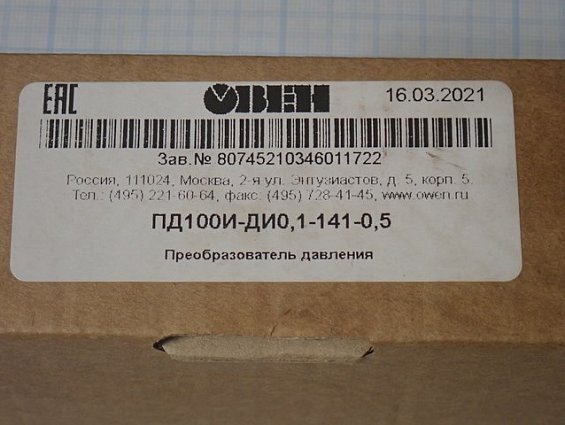 EAC ОВЕН 16.03.2021
Зав.№ 80745210346011722
Россия, 111024, Москва, 2-я ул. Энтузиастов, д. 5, корп. 5.
Тел.: (495) 221-60-64, факс: (495) 728-41-45, www.owen.ru
ПД100И-ДИ0,1-141-0,5
Преобразователь давления